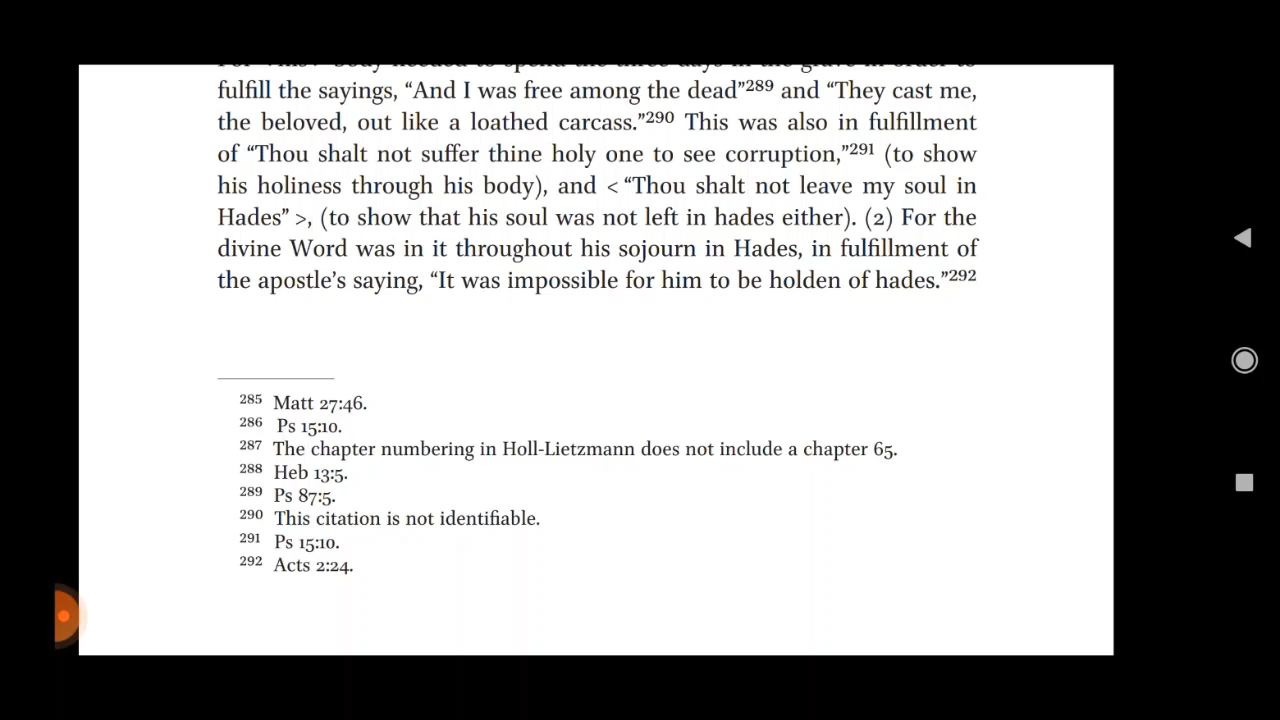 fulfill the sayings, “And I was free among the dead”289 and “They cast me,
the beloved, out like a loathed carcass.”290 This was also in fulfillment
of “Thou shalt not suffer thine holy one to see corruption,”291 (to show
his holiness through his body), and < “Thou shalt not leave my soul in
Hades” >, (to show that his soul was not left in hades either). (2) For the
divine Word was in it throughout his sojourn in Hades, in fulfillment of
the apostle’s saying, “It was impossible for him to be holden of hades.”292
285 Matt 27:46.
286 Ps 15:10.
287 The chapter numbering in Holl-Lietzmann does not include a chapter 65.
288 Heb 13:5.
289 Ps 87:5.
290 This citation is not identifiable.
291 Ps 15:10.
292 Acts 2:24.